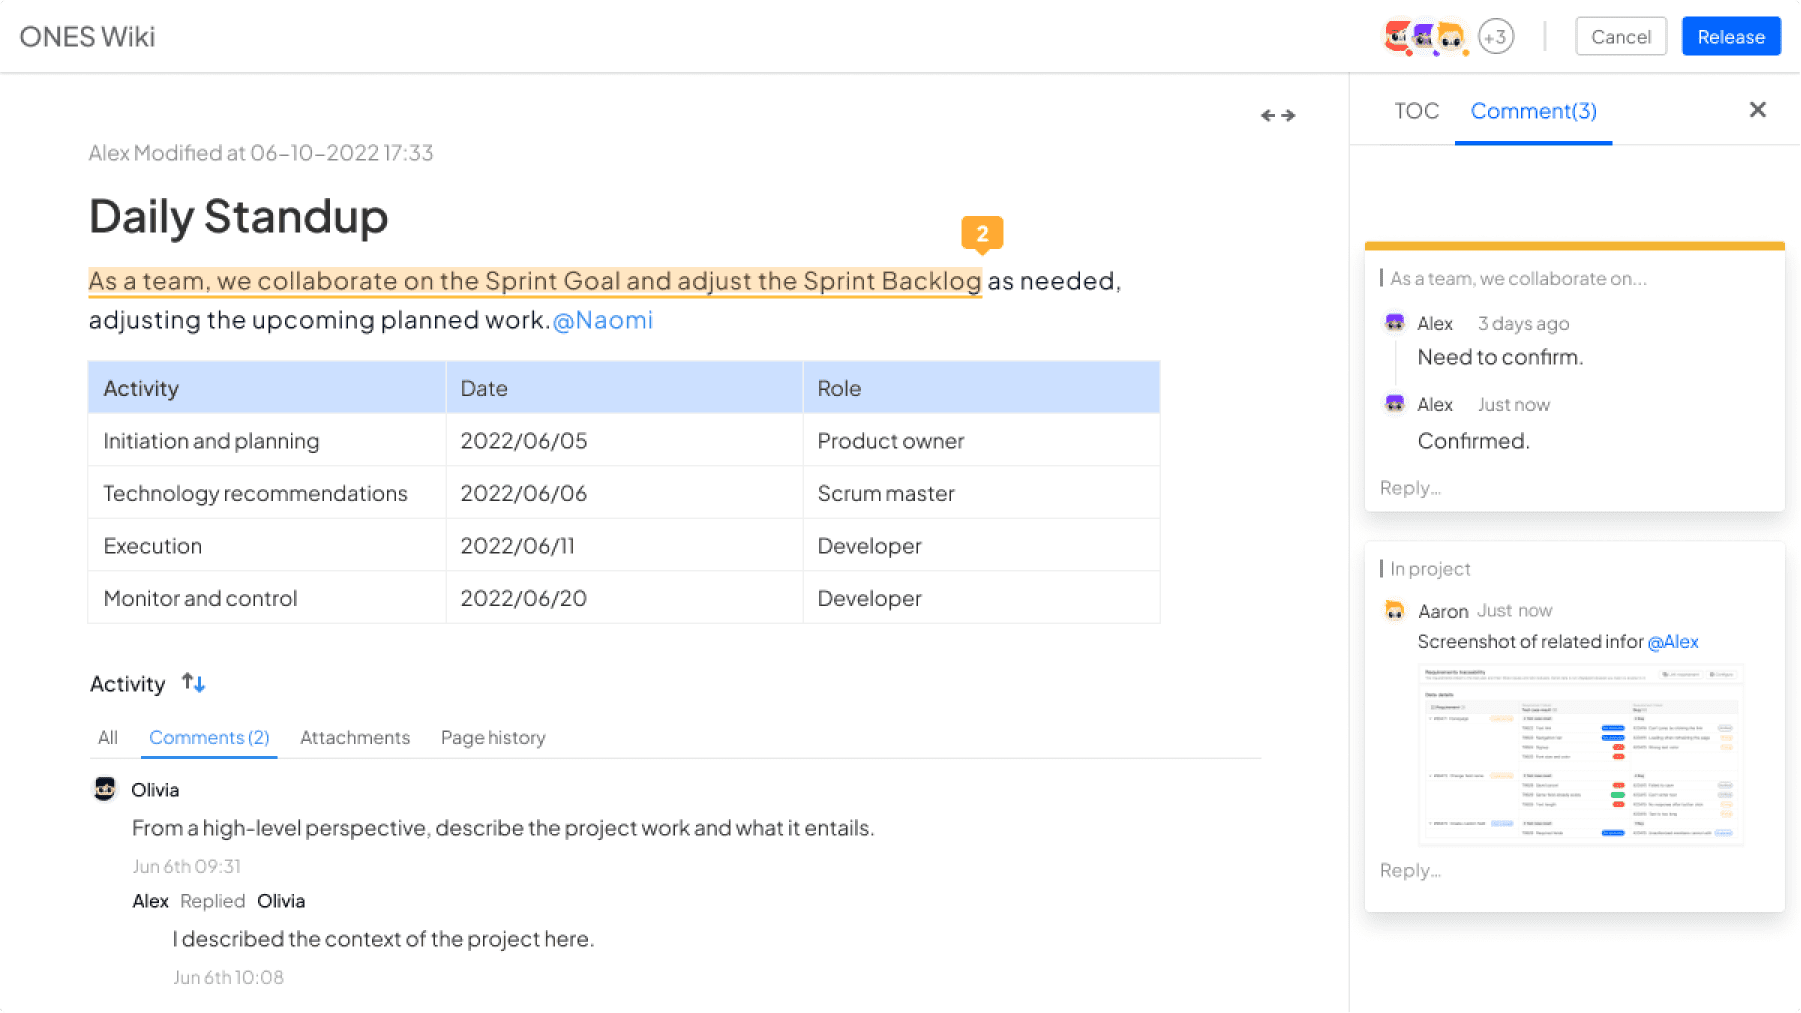 ONES Wiki
+3
Cancel
Release
Alex Modified at 06-10-2022 17:33
Daily Standup
2
As a team, we collaborate on the Sprint Goal and adjust the Sprint Backlog as needed,
adjusting the upcoming planned work.@Naomi
Activity Date Role
Initiation and planning 2022/06/05 Product owner
Technology recommendations 2022/06/06 Scrum master
Execution 2022/06/11 Developer
Monitor and control 2022/06/20 Developer
Activity
All Comments (2) Attachments Page history
Olivia
From a high-level perspective, describe the project work and what it entails.
Jun 6th 09:31
Alex Replied Olivia
I described the context of the project here.
Jun 6th 10:08
TOC Comment(3)
As a team, we collaborate on...
Alex 3 days ago
Need to confirm.
Alex Just now
Confirmed.
Reply...
In project
Aaron Just now
Screenshot of related infor @Alex
Requirements traceability
Data details
Reply...